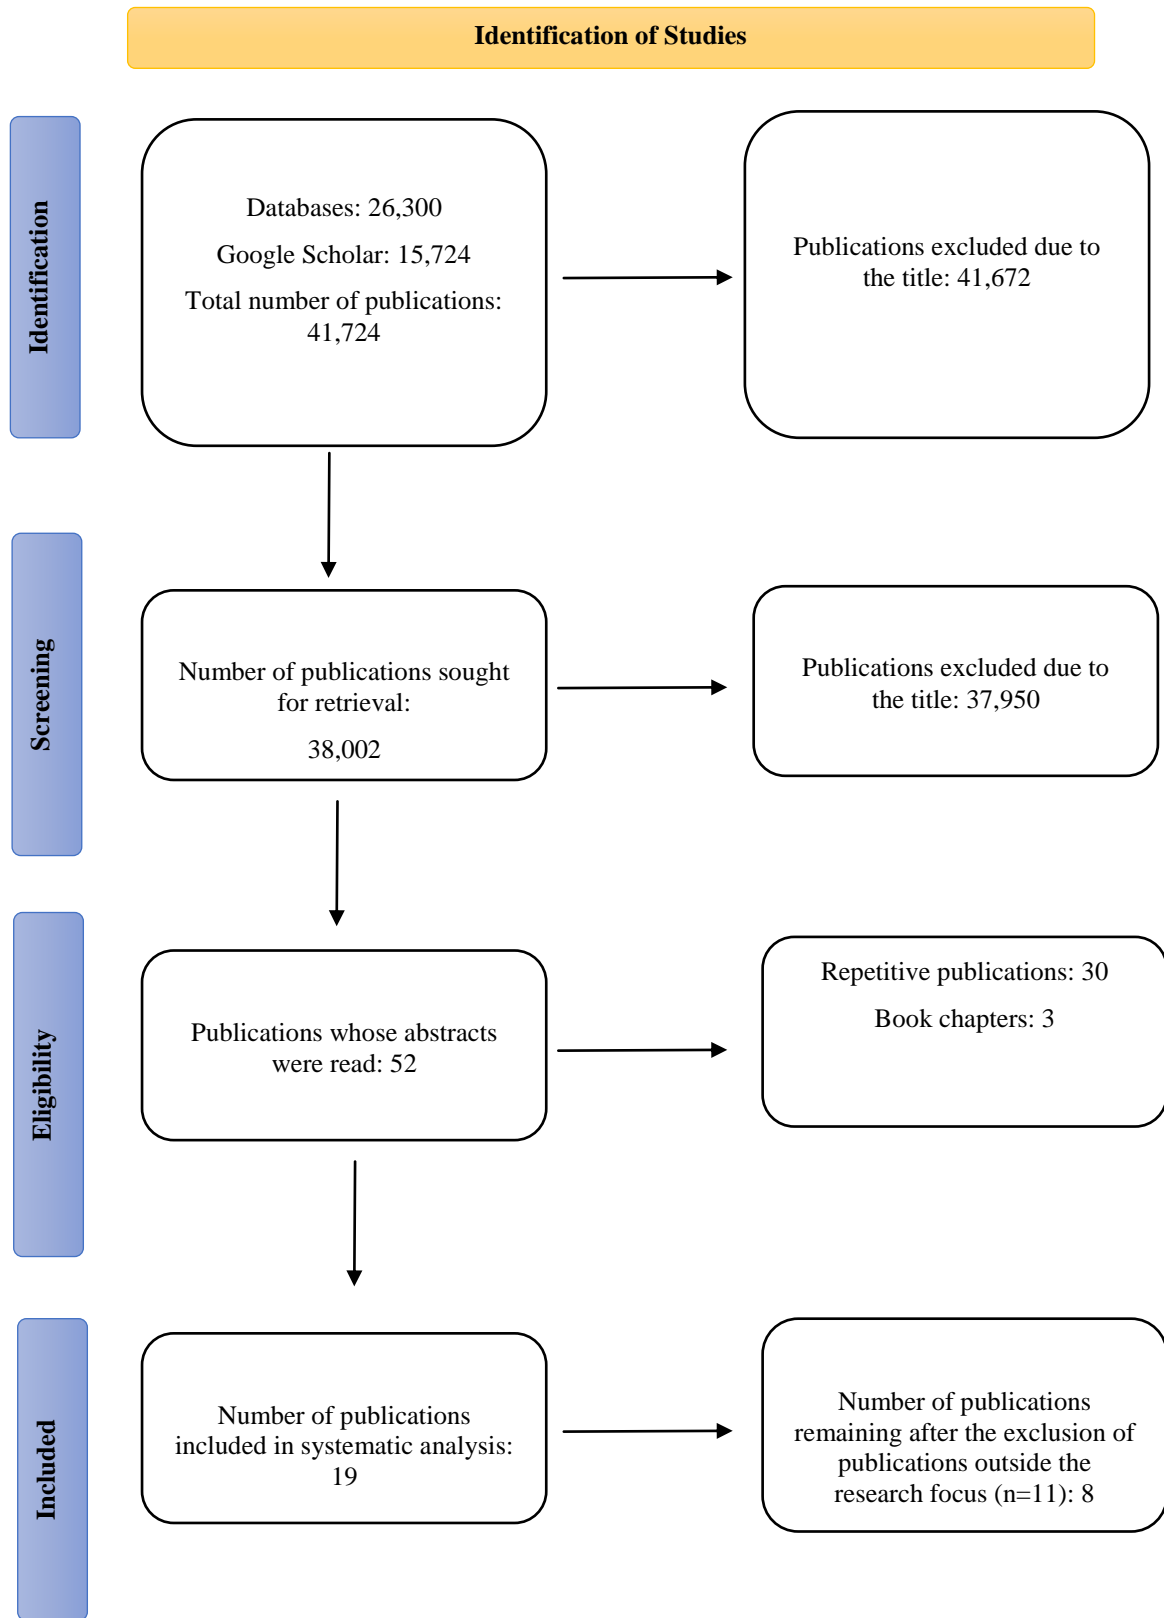 Identification of Studies
Identification
Databases: 26,300
Google Scholar: 15,724
Total number of publications:
41,724
Publications excluded due to
the title: 41,672
Screening
Number of publications sought
for retrieval:
38,002
Publications excluded due to
the title: 37,950
Eligibility
Publications whose abstracts
were read: 52
Repetitive publications: 30
Book chapters: 3
Included
Number of publications
included in systematic analysis:
19
Number of publications
remaining after the exclusion of
publications outside the
research focus (n=11): 8